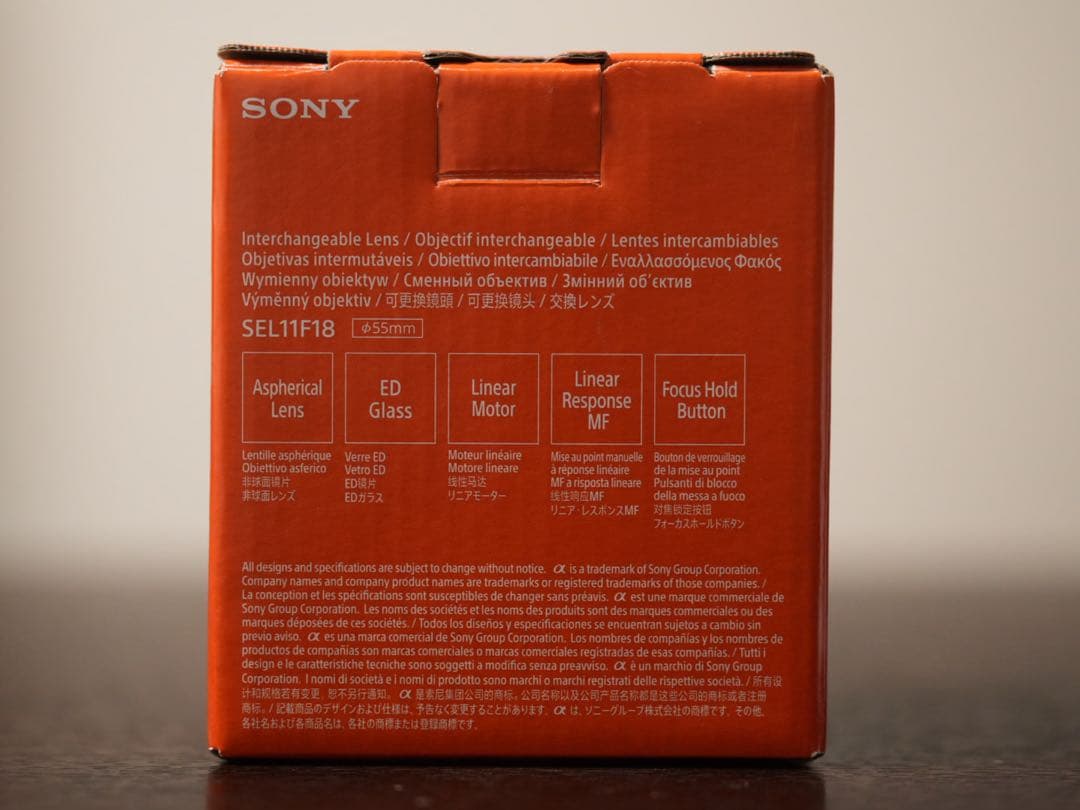 SONY
Interchangeable Lens / Objectif interchangeable / Lentes intercambiables
Objetivas intermutáveis / Obiettivo intercambiabile / Εναλλασσόμενος Φακός
Wymienny obiektyw / Сменный объектив / Змінний об'єктив
Výměnný objektiv / 可更換鏡頭 / 可更换镜头 / 交換レンズ
SEL11F18 ϕ55mm
Aspherical
Lens
ED
Glass
Linear
Motor
Linear
Response
MF
Focus Hold
Button
Lentille asphérique
Obiettivo asferico
非球面镜片
非球面レンズ
Verre ED
Vetro ED
ED镜片
EDガラス
Moteur linéaire
Motore lineare
线性马达
リニアモーター
Mise au point manuelle
à réponse linéaire
MF a risposta lineare
线性响应MF
リニア・レスポンスMF
Bouton de verrouillage
de la mise au point
Pulsanti di blocco
della messa a fuoco
对焦锁定按钮
フォーカスホールドボタン
All designs and specifications are subject to change without notice. α is a trademark of Sony Group Corporation.
Company names and company product names are trademarks or registered trademarks of those companies. /
La conception et les spécifications sont susceptibles de changer sans préavis. α est une marque commerciale de
Sony Group Corporation. Les noms des sociétés et les noms des produits sont des marques commerciales ou des
marques déposées de ces sociétés. / Todos los diseños y especificaciones se encuentran sujetos a cambio sin
previo aviso. α es una marca comercial de Sony Group Corporation. Los nombres de compañías y los nombres de
productos de compañías son marcas comerciales o marcas comerciales registradas de esas compañías. / Tutti i
design e le caratteristiche tecniche sono soggetti a modifica senza preavviso. α è un marchio di Sony Group
Corporation. I nomi di società e i nomi di prodotto sono marchi o marchi registrati delle rispettive società. / 所有设
计和规格若有变更，恕不另行通知。 α 是索尼集团公司的商标。公司名称以及公司产品名称都是这些公司的商标或者注册
商标。/ 記載商品のデザインおよび仕様は、予告なく変更することがあります。 α は、ソニーグループ株式会社の商標です。その他、
各社名および各商品名は、各社の商標または登録商標です。